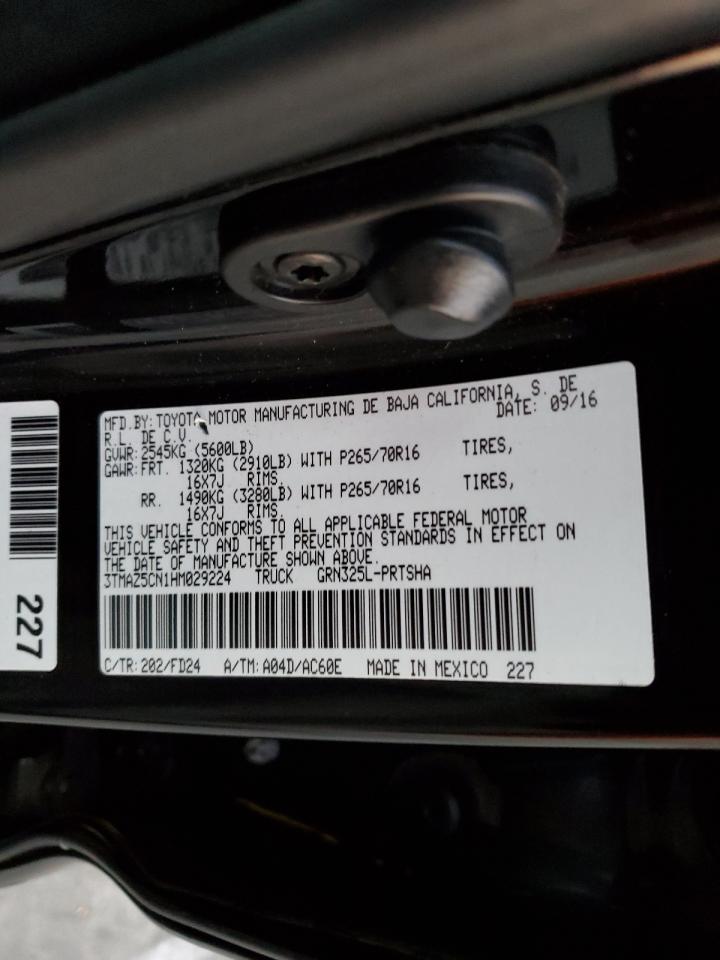 MFD.BY:TOYOTA MOTOR MANUFACTURING DE BAJA CALIFORNIA, S. DE
R.L. DE C.V. DATE: 09/16
GVWR:2545KG (5600LB)
GAWR:FRT. 1320KG (2910LB) WITH P265/70R16 TIRES,
16X7J RIMS.
RR. 1490KG (3280LB) WITH P265/70R16 TIRES,
16X7J RIMS.
THIS VEHICLE CONFORMS TO ALL APPLICABLE FEDERAL MOTOR
VEHICLE SAFETY AND THEFT PREVENTION STANDARDS IN EFFECT ON
THE DATE OF MANUFACTURE SHOWN ABOVE.
3TMAZ5CN1HM029224 TRUCK GRN325L-PRTSHA
C/TR:202/FD24 A/TM:A04D/AC60E MADE IN MEXICO 227
227